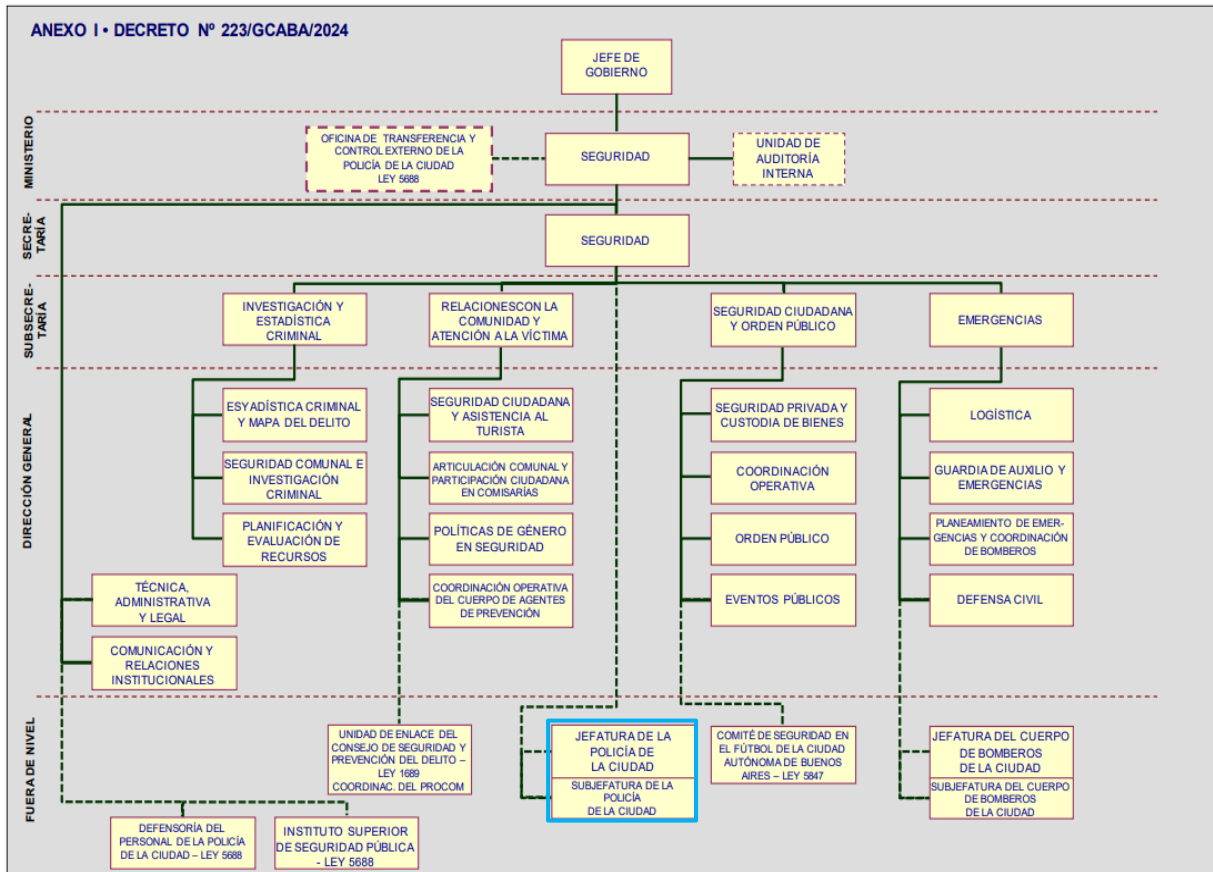 ANEXO I • DECRETO Nº 223/GCABA/2024
JEFE DE
GOBIERNO
MINISTERIO
OFICINA DE TRANSFERENCIA Y
CONTROL EXTERNO DE LA
POLICÍA DE LA CIUDAD
LEY 5688
SEGURIDAD
UNIDAD DE
AUDITORÍA
INTERNA
SECRE-
TARÍA
SEGURIDAD
SUBSECRE-
TARÍA
INVESTIGACIÓN Y
ESTADÍSTICA
CRIMINAL
RELACIONESCON LA
COMUNIDAD Y
ATENCIÓN A LA VÍCTIMA
SEGURIDAD CIUDADANA
Y ORDEN PÚBLICO
EMERGENCIAS
DIRECCIÓN GENERAL
ESYADÍSTICA CRIMINAL
Y MAPA DEL DELITO
SEGURIDAD COMUNAL E
INVESTIGACIÓN
CRIMINAL
PLANIFICACIÓN Y
EVALUACIÓN DE
RECURSOS
SEGURIDAD CIUDADANA
Y ASISTENCIA AL
TURISTA
ARTICULACIÓN COMUNAL Y
PARTICIPACIÓN CIUDADANA
EN COMISARÍAS
POLÍTICAS DE GÉNERO
EN SEGURIDAD
COORDINACIÓN OPERATIVA
DEL CUERPO DE AGENTES
DE PREVENCIÓN
SEGURIDAD PRIVADA Y
CUSTODIA DE BIENES
COORDINACIÓN
OPERATIVA
ORDEN PÚBLICO
EVENTOS PÚBLICOS
LOGÍSTICA
GUARDIA DE AUXILIO Y
EMERGENCIAS
PLANEAMIENTO DE EMER-
GENCIAS Y COORDINACIÓN
DE BOMBEROS
DEFENSA CIVIL
TÉCNICA,
ADMINISTRATIVA
Y LEGAL
COMUNICACIÓN Y
RELACIONES
INSTITUCIONALES
FUERA DE NIVEL
UNIDAD DE ENLACE DEL
CONSEJO DE SEGURIDAD Y
PREVENCIÓN DEL DELITO –
LEY 1689
COORDINAC. DEL PROCOM
JEFATURA DE LA
POLICÍA DE
LA CIUDAD
SUBJEFATURA DE LA
POLICÍA
DE LA CIUDAD
COMITÉ DE SEGURIDAD EN
EL FÚTBOL DE LA CIUDAD
AUTÓNOMA DE BUENOS
AIRES – LEY 5847
JEFATURA DEL CUERPO
DE BOMBEROS
DE LA CIUDAD
SUBJEFATURA DEL CUERPO
DE BOMBEROS
DE LA CIUDAD
DEFENSORÍA DEL
PERSONAL DE LA POLICÍA
DE LA CIUDAD – LEY 5688
INSTITUTO SUPERIOR
DE SEGURIDAD PÚBLICA
- LEY 5688